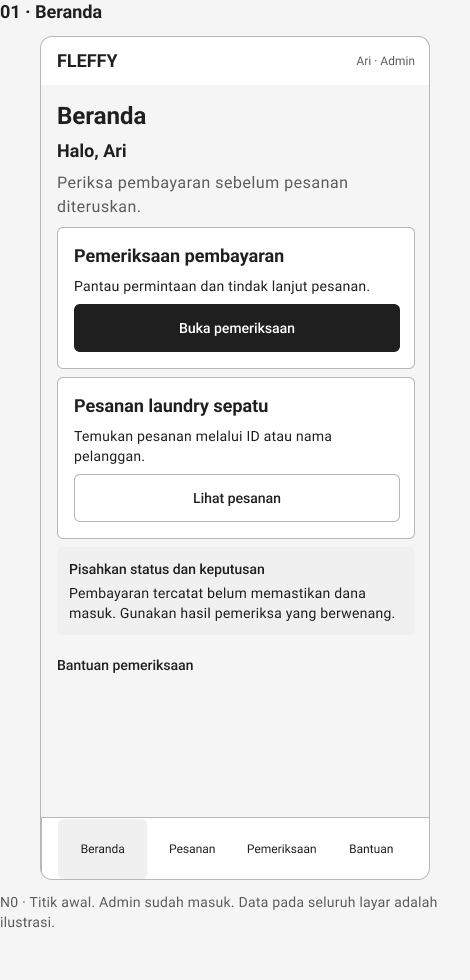 01 · Beranda
FLEFFY
Ari · Admin
Beranda
Halo, Ari
Periksa pembayaran sebelum pesanan
diteruskan.
Pemeriksaan pembayaran
Pantau permintaan dan tindak lanjut pesanan.
Buka pemeriksaan
Pesanan laundry sepatu
Temukan pesanan melalui ID atau nama
pelanggan.
Lihat pesanan
Pisahkan status dan keputusan
Pembayaran tercatat belum memastikan dana
masuk. Gunakan hasil pemeriksa yang berwenang.
Bantuan pemeriksaan
Beranda
Pesanan
Pemeriksaan
Bantuan
N0 · Titik awal. Admin sudah masuk. Data pada seluruh layar adalah
ilustrasi.